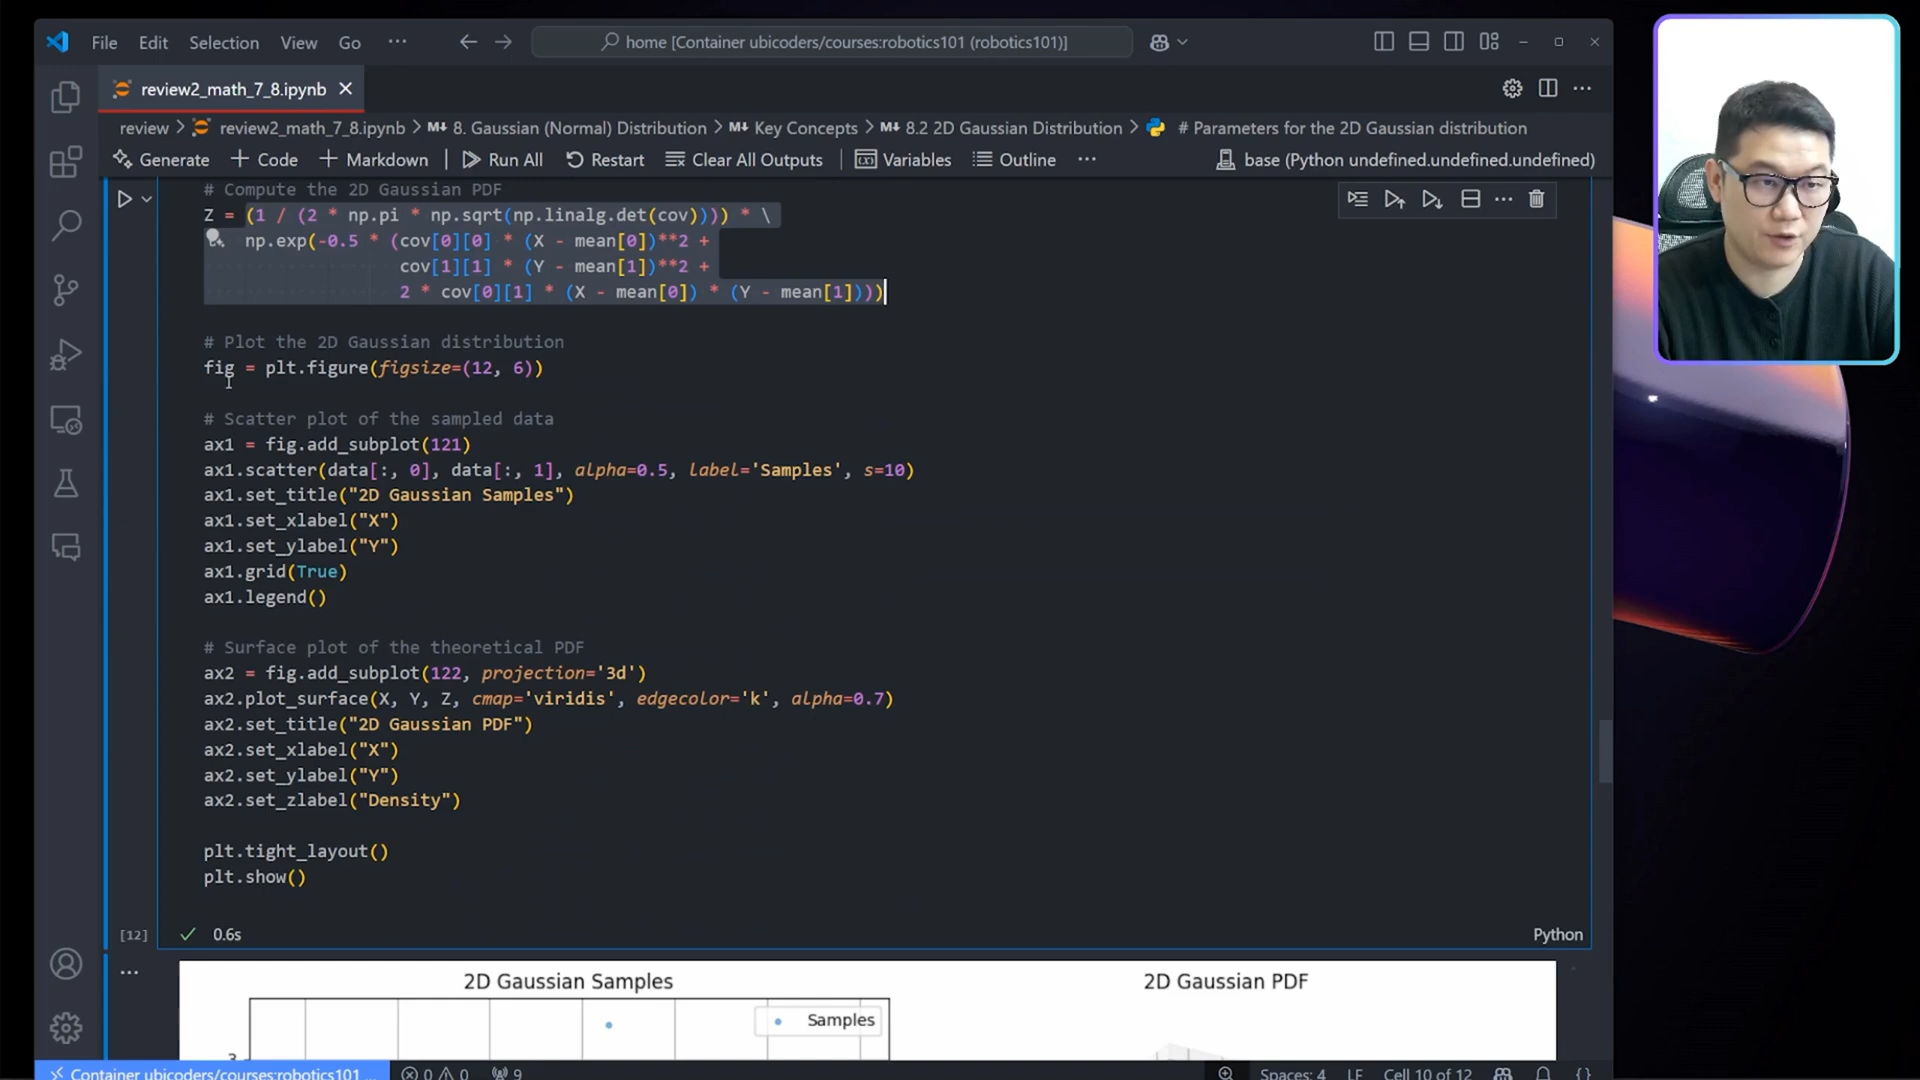 File Edit Selection View Go ··· home [Container ubicoders/courses:robotics101 (robotics101)]
review2_math_7_8.ipynb
review > review2_math_7_8.ipynb > M↓ 8. Gaussian (Normal) Distribution > M↓ Key Concepts > M↓ 8.2 2D Gaussian Distribution > # Parameters for the 2D Gaussian distribution
Generate + Code + Markdown | Run All Restart Clear All Outputs | Variables Outline ··· base (Python undefined.undefined.undefined)
# Compute the 2D Gaussian PDF
Z = (1 / (2 * np.pi * np.sqrt(np.linalg.det(cov)))) * \
np.exp(-0.5 * (cov[0][0] * (X - mean[0])**2 +
cov[1][1] * (Y - mean[1])**2 +
2 * cov[0][1] * (X - mean[0]) * (Y - mean[1])))
# Plot the 2D Gaussian distribution
fig = plt.figure(figsize=(12, 6))
# Scatter plot of the sampled data
ax1 = fig.add_subplot(121)
ax1.scatter(data[:, 0], data[:, 1], alpha=0.5, label='Samples', s=10)
ax1.set_title("2D Gaussian Samples")
ax1.set_xlabel("X")
ax1.set_ylabel("Y")
ax1.grid(True)
ax1.legend()
# Surface plot of the theoretical PDF
ax2 = fig.add_subplot(122, projection='3d')
ax2.plot_surface(X, Y, Z, cmap='viridis', edgecolor='k', alpha=0.7)
ax2.set_title("2D Gaussian PDF")
ax2.set_xlabel("X")
ax2.set_ylabel("Y")
ax2.set_zlabel("Density")
plt.tight_layout()
plt.show()
[12] 0.6s Python
2D Gaussian Samples 2D Gaussian PDF
Samples
3
Container ubicoders/courses:robotics101 ... 0 0 9 Spaces: 4 LF Cell 10 of 12 {}